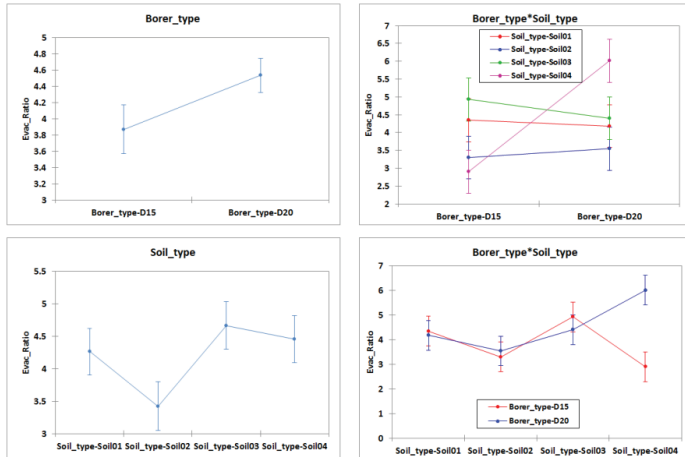 Borer_type
5
4.8
4.6
4.4
4.2
4
3.8
3.6
3.4
3.2
3
Evac_Ratio
Borer_type-D15 Borer_type-D20
Borer_type*Soil_type
7
6.5
6
5.5
5
4.5
4
3.5
3
2.5
2
Evac_Ratio
Soil_type-Soil01
Soil_type-Soil02
Soil_type-Soil03
Soil_type-Soil04
Borer_type-D15 Borer_type-D20
Soil_type
5.5
5
4.5
4
3.5
3
Evac_Ratio
Soil_type-Soil01 Soil_type-Soil02 Soil_type-Soil03 Soil_type-Soil04
Borer_type*Soil_type
7
6
5
4
3
2
1
0
Evac_Ratio
Borer_type-D15
Borer_type-D20
Soil_type-Soil01 Soil_type-Soil02 Soil_type-Soil03 Soil_type-Soil04